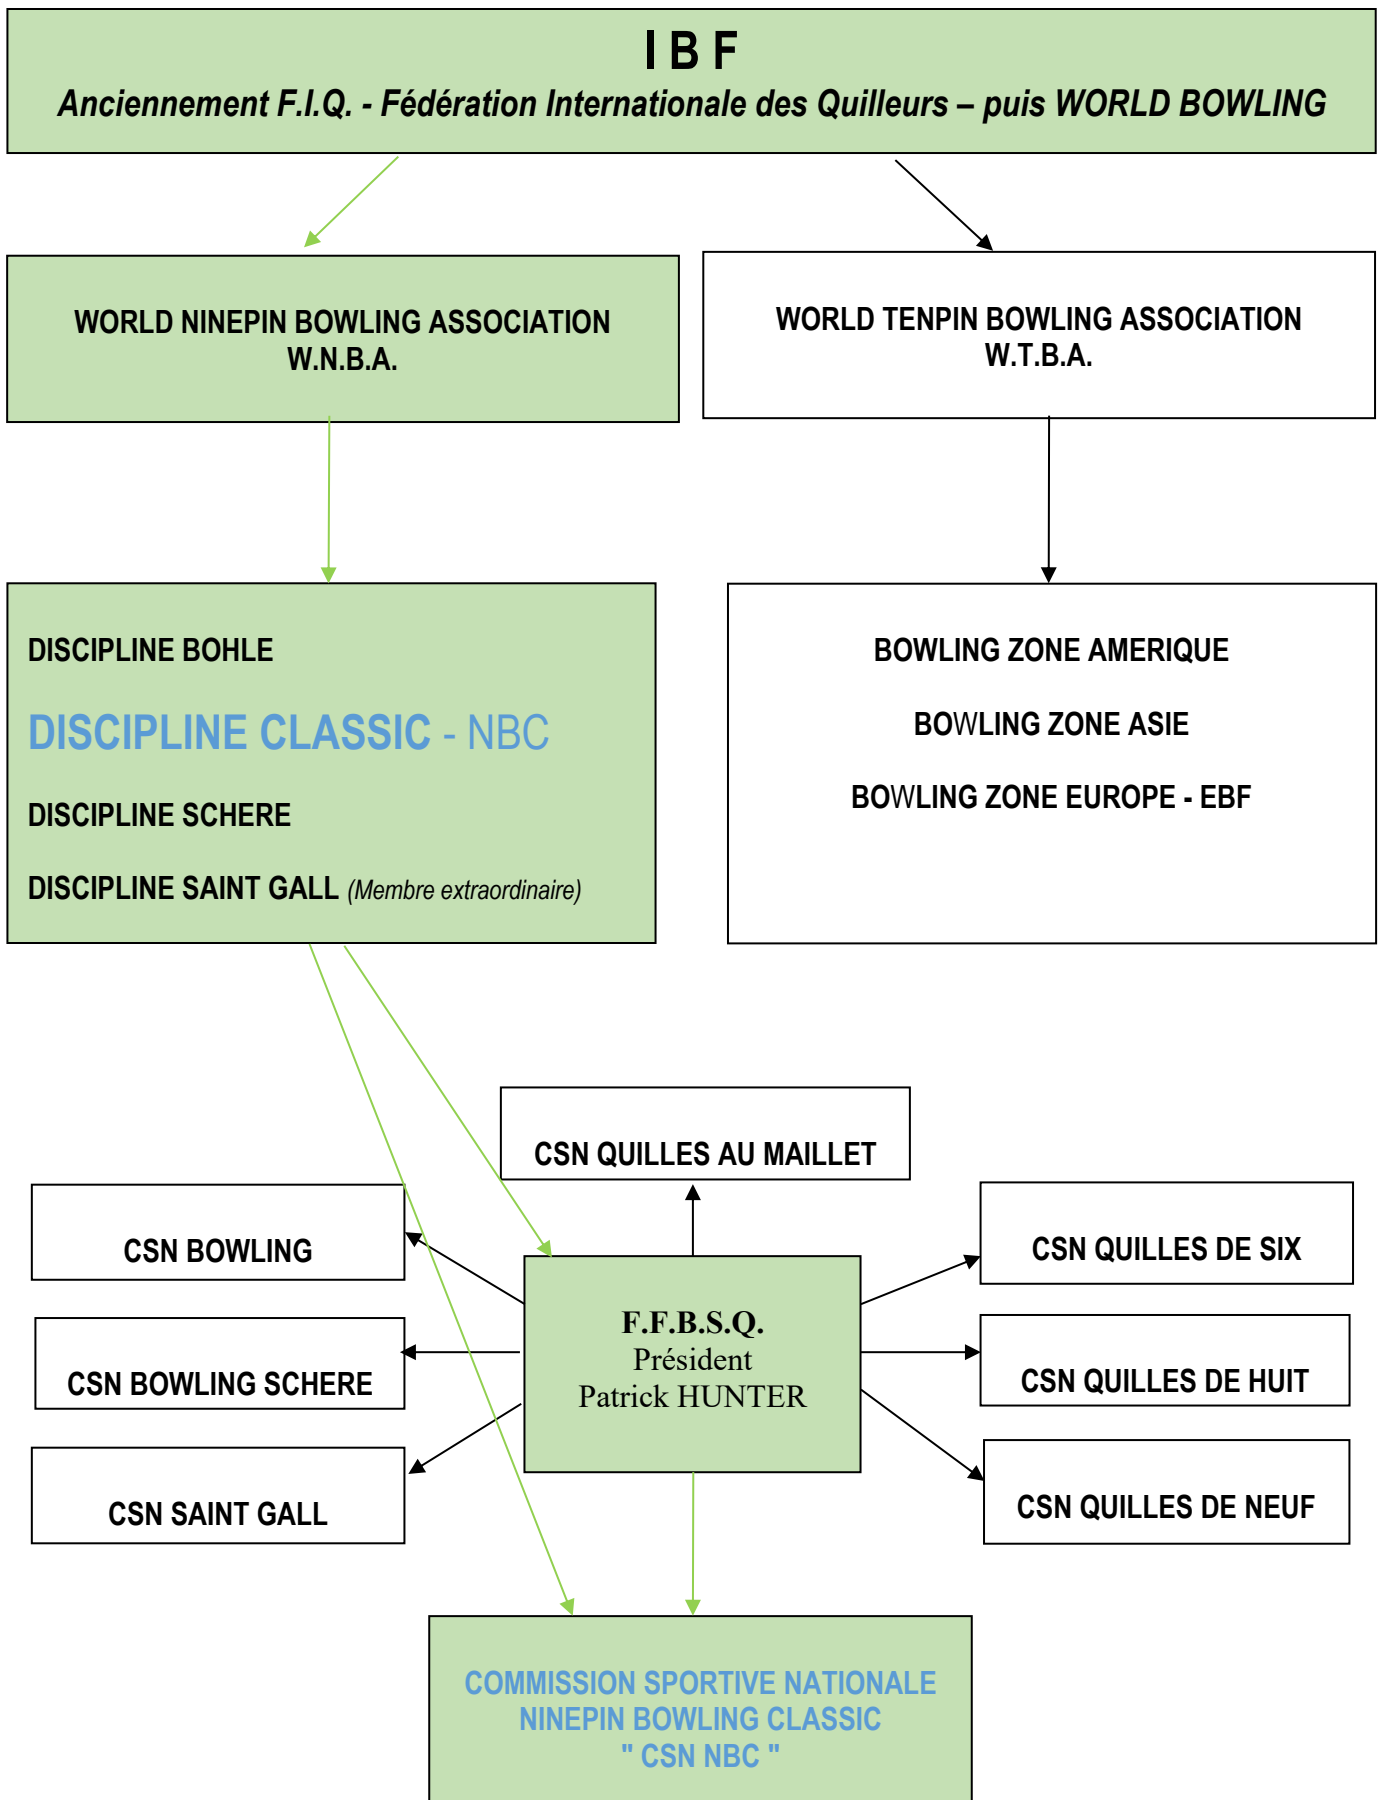 I B F
Anciennement F.I.Q. - Fédération Internationale des Quilleurs – puis WORLD BOWLING
WORLD NINEPIN BOWLING ASSOCIATION
W.N.B.A.
WORLD TENPIN BOWLING ASSOCIATION
W.T.B.A.
DISCIPLINE BOHLE
DISCIPLINE CLASSIC - NBC
DISCIPLINE SCHERE
DISCIPLINE SAINT GALL (Membre extraordinaire)
BOWLING ZONE AMERIQUE
BOWLING ZONE ASIE
BOWLING ZONE EUROPE - EBF
CSN QUILLES AU MAILLET
CSN BOWLING
CSN QUILLES DE SIX
F.F.B.S.Q.
Président
Patrick HUNTER
CSN BOWLING SCHERE
CSN QUILLES DE HUIT
CSN SAINT GALL
CSN QUILLES DE NEUF
COMMISSION SPORTIVE NATIONALE
NINEPIN BOWLING CLASSIC
" CSN NBC "